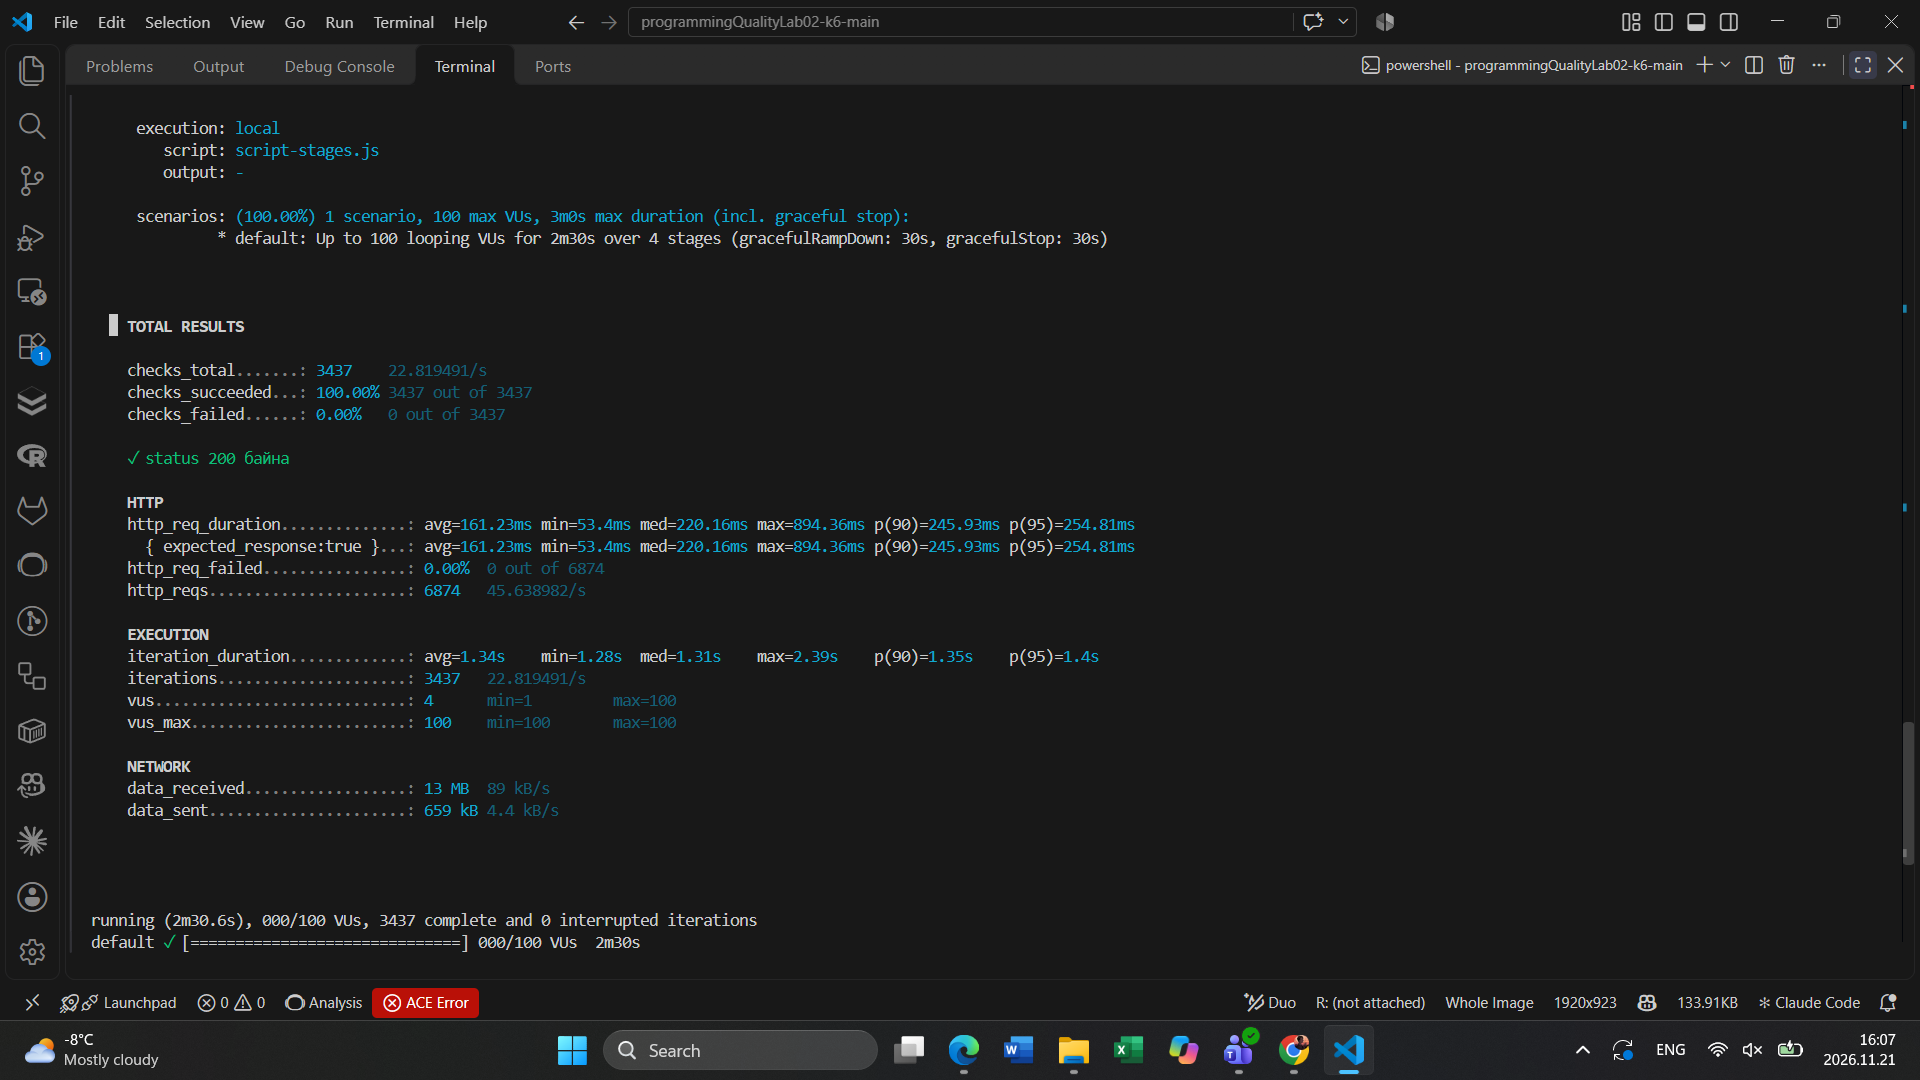 File Edit Selection View Go Run Terminal Help
programmingQualityLab02-k6-main
Problems Output Debug Console Terminal Ports
powershell - programmingQualityLab02-k6-main
execution: local
script: script-stages.js
output: -
scenarios: (100.00%) 1 scenario, 100 max VUs, 3m0s max duration (incl. graceful stop):
* default: Up to 100 looping VUs for 2m30s over 4 stages (gracefulRampDown: 30s, gracefulStop: 30s)
TOTAL RESULTS
checks_total.......: 3437 22.819491/s
checks_succeeded...: 100.00% 3437 out of 3437
checks_failed......: 0.00% 0 out of 3437
✓ status 200 байна
HTTP
http_req_duration..............: avg=161.23ms min=53.4ms med=220.16ms max=894.36ms p(90)=245.93ms p(95)=254.81ms
{ expected_response:true }...: avg=161.23ms min=53.4ms med=220.16ms max=894.36ms p(90)=245.93ms p(95)=254.81ms
http_req_failed................: 0.00% 0 out of 6874
http_reqs......................: 6874 45.638982/s
EXECUTION
iteration_duration.............: avg=1.34s min=1.28s med=1.31s max=2.39s p(90)=1.35s p(95)=1.4s
iterations.....................: 3437 22.819491/s
vus............................: 4 min=1 max=100
vus_max........................: 100 min=100 max=100
NETWORK
data_received..................: 13 MB 89 kB/s
data_sent......................: 659 kB 4.4 kB/s
running (2m30.6s), 000/100 VUs, 3437 complete and 0 interrupted iterations
default ✓ [==============================] 000/100 VUs 2m30s
1
Launchpad 0 0 Analysis ACE Error
Duo R: (not attached) Whole Image 1920x923 133.91KB Claude Code
-8°C
Mostly cloudy
Search
ENG
16:07
2026.11.21